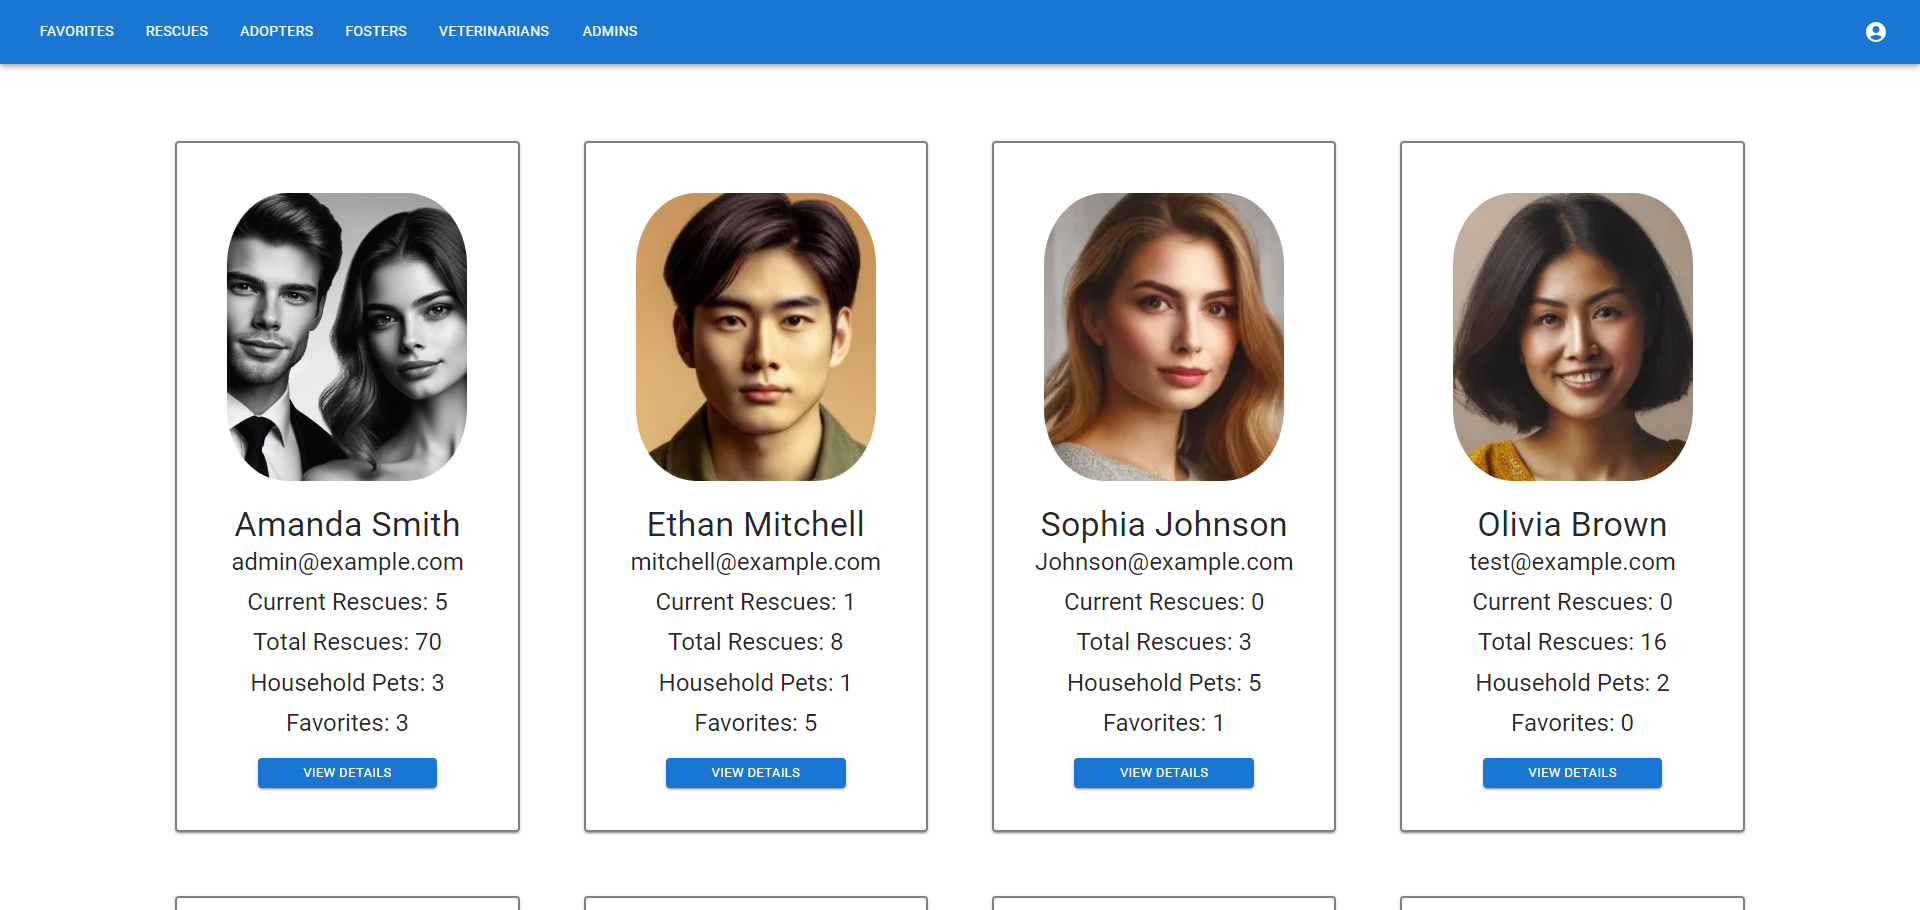 FAVORITES RESCUES ADOPTERS FOSTERS VETERINARIANS ADMINS
Amanda Smith
admin@example.com
Current Rescues: 5
Total Rescues: 70
Household Pets: 3
Favorites: 3
VIEW DETAILS
Ethan Mitchell
mitchell@example.com
Current Rescues: 1
Total Rescues: 8
Household Pets: 1
Favorites: 5
VIEW DETAILS
Sophia Johnson
Johnson@example.com
Current Rescues: 0
Total Rescues: 3
Household Pets: 5
Favorites: 1
VIEW DETAILS
Olivia Brown
test@example.com
Current Rescues: 0
Total Rescues: 16
Household Pets: 2
Favorites: 0
VIEW DETAILS